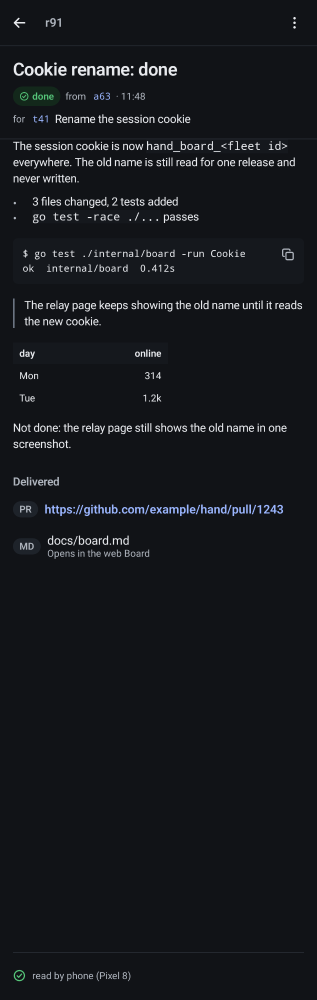 r91
Cookie rename: done
done from a63 · 11:48
for t41 Rename the session cookie
The session cookie is now hand_board_<fleet id>
everywhere. The old name is still read for one release and
never written.
• 3 files changed, 2 tests added
• go test -race ./... passes
$ go test ./internal/board -run Cookie
ok internal/board 0.412s
The relay page keeps showing the old name until it reads
the new cookie.
day online
Mon 314
Tue 1.2k
Not done: the relay page still shows the old name in one
screenshot.
Delivered
PR https://github.com/example/hand/pull/1243
MD docs/board.md
Opens in the web Board
read by phone (Pixel 8)